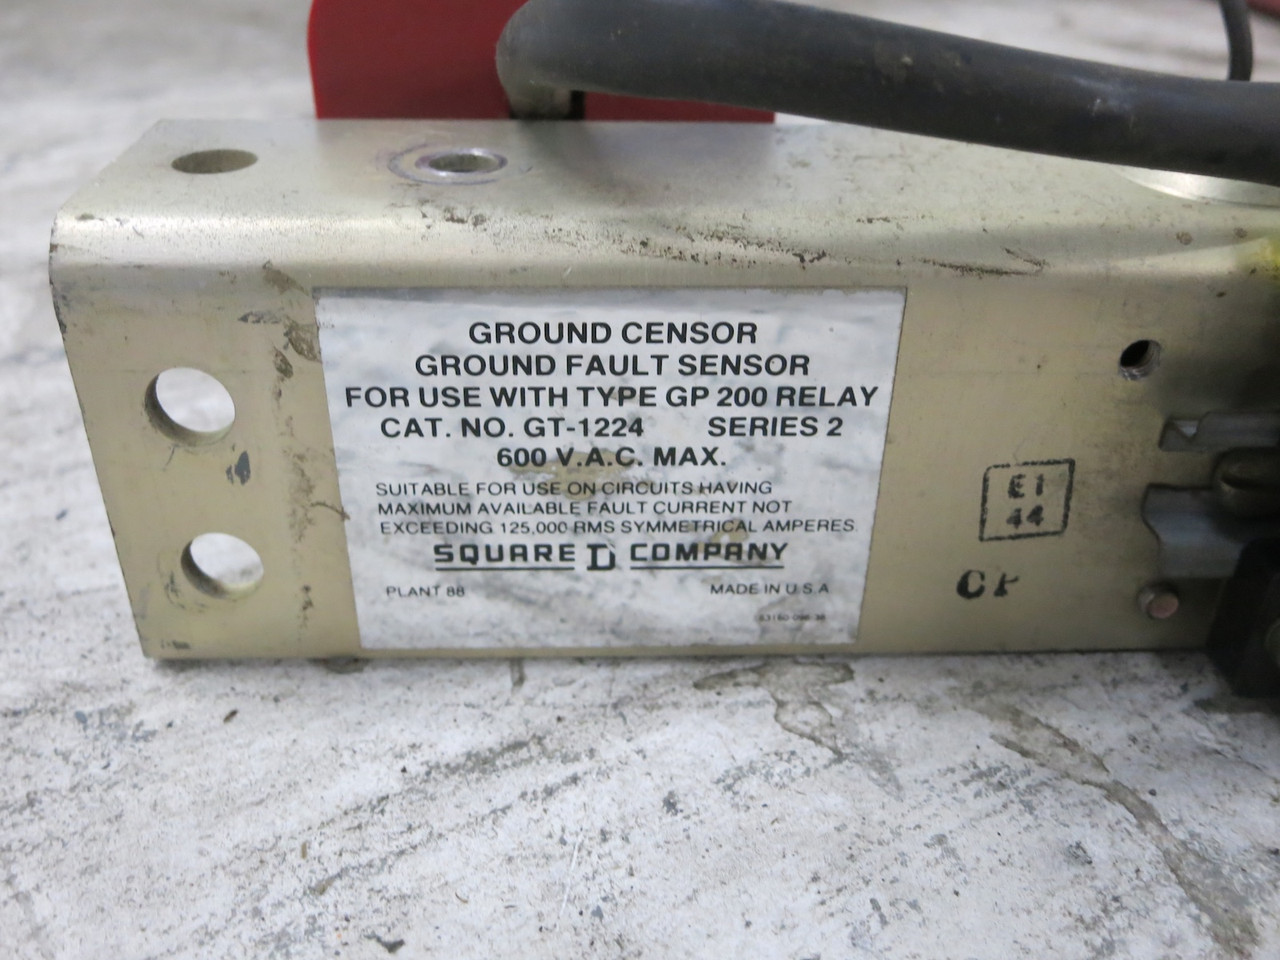 GROUND CENSOR
GROUND FAULT SENSOR
FOR USE WITH TYPE GP 200 RELAY
CAT. NO. GT-1224 SERIES 2
600 V.A.C. MAX.
SUITABLE FOR USE ON CIRCUITS HAVING
MAXIMUM AVAILABLE FAULT CURRENT NOT
EXCEEDING 125,000 RMS SYMMETRICAL AMPERES
SQUARE D COMPANY
PLANT 88 MADE IN U.S.A
E1
44